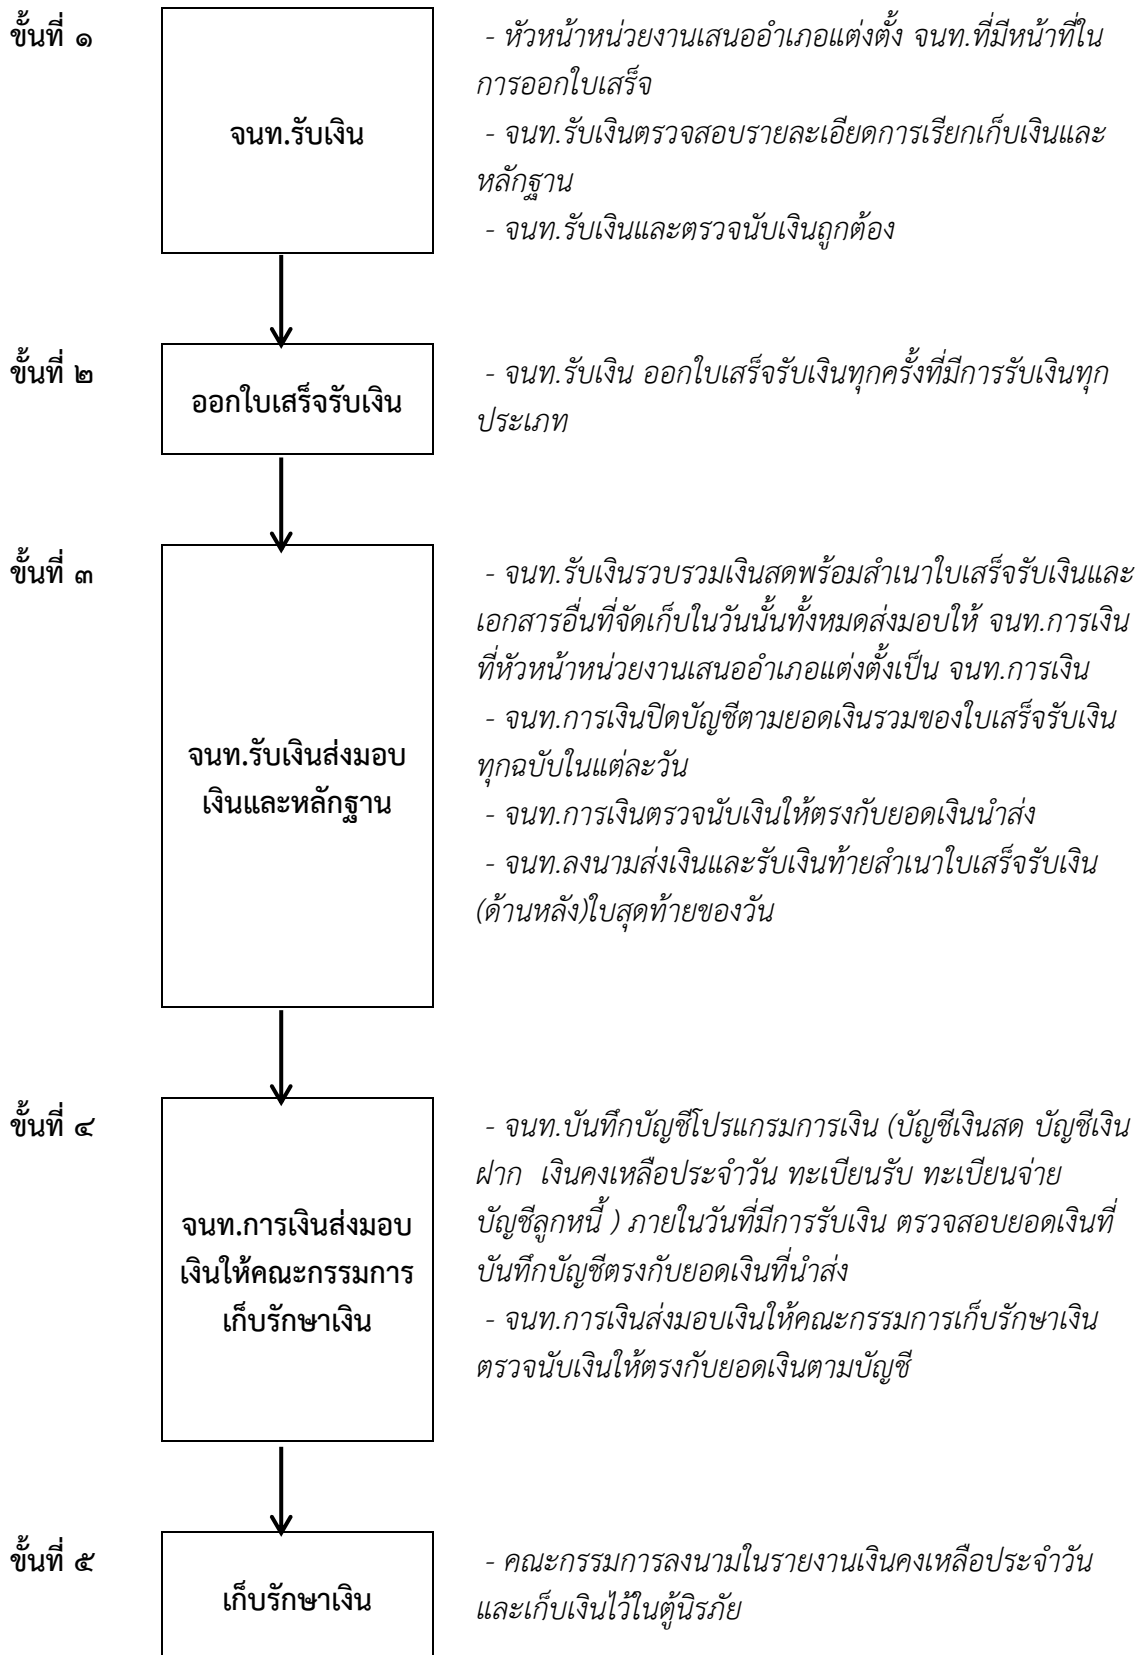 ขั้นที่ ๑
จนท.รับเงิน
- หัวหน้าหน่วยงานเสนออำเภอแต่งตั้ง จนท.ที่มีหน้าที่ใน
การออกใบเสร็จ
- จนท.รับเงินตรวจสอบรายละเอียดการเรียกเก็บเงินและ
หลักฐาน
- จนท.รับเงินและตรวจนับเงินถูกต้อง
ขั้นที่ ๒
ออกใบเสร็จรับเงิน
- จนท.รับเงิน ออกใบเสร็จรับเงินทุกครั้งที่มีการรับเงินทุก
ประเภท
ขั้นที่ ๓
จนท.รับเงินส่งมอบ
เงินและหลักฐาน
- จนท.รับเงินรวบรวมเงินสดพร้อมสำเนาใบเสร็จรับเงินและ
เอกสารอื่นที่จัดเก็บในวันนั้นทั้งหมดส่งมอบให้ จนท.การเงิน
ที่หัวหน้าหน่วยงานเสนออำเภอแต่งตั้งเป็น จนท.การเงิน
- จนท.การเงินปิดบัญชีตามยอดเงินรวมของใบเสร็จรับเงิน
ทุกฉบับในแต่ละวัน
- จนท.การเงินตรวจนับเงินให้ตรงกับยอดเงินนำส่ง
- จนท.ลงนามส่งเงินและรับเงินท้ายสำเนาใบเสร็จรับเงิน
(ด้านหลัง)ใบสุดท้ายของวัน
ขั้นที่ ๔
จนท.การเงินส่งมอบ
เงินให้คณะกรรมการ
เก็บรักษาเงิน
- จนท.บันทึกบัญชีโปรแกรมการเงิน (บัญชีเงินสด บัญชีเงิน
ฝาก เงินคงเหลือประจำวัน ทะเบียนรับ ทะเบียนจ่าย
บัญชีลูกหนี้ ) ภายในวันที่มีการรับเงิน ตรวจสอบยอดเงินที่
บันทึกบัญชีตรงกับยอดเงินที่นำส่ง
- จนท.การเงินส่งมอบเงินให้คณะกรรมการเก็บรักษาเงิน
ตรวจนับเงินให้ตรงกับยอดเงินตามบัญชี
ขั้นที่ ๕
เก็บรักษาเงิน
- คณะกรรมการลงนามในรายงานเงินคงเหลือประจำวัน
และเก็บเงินไว้ในตู้นิรภัย